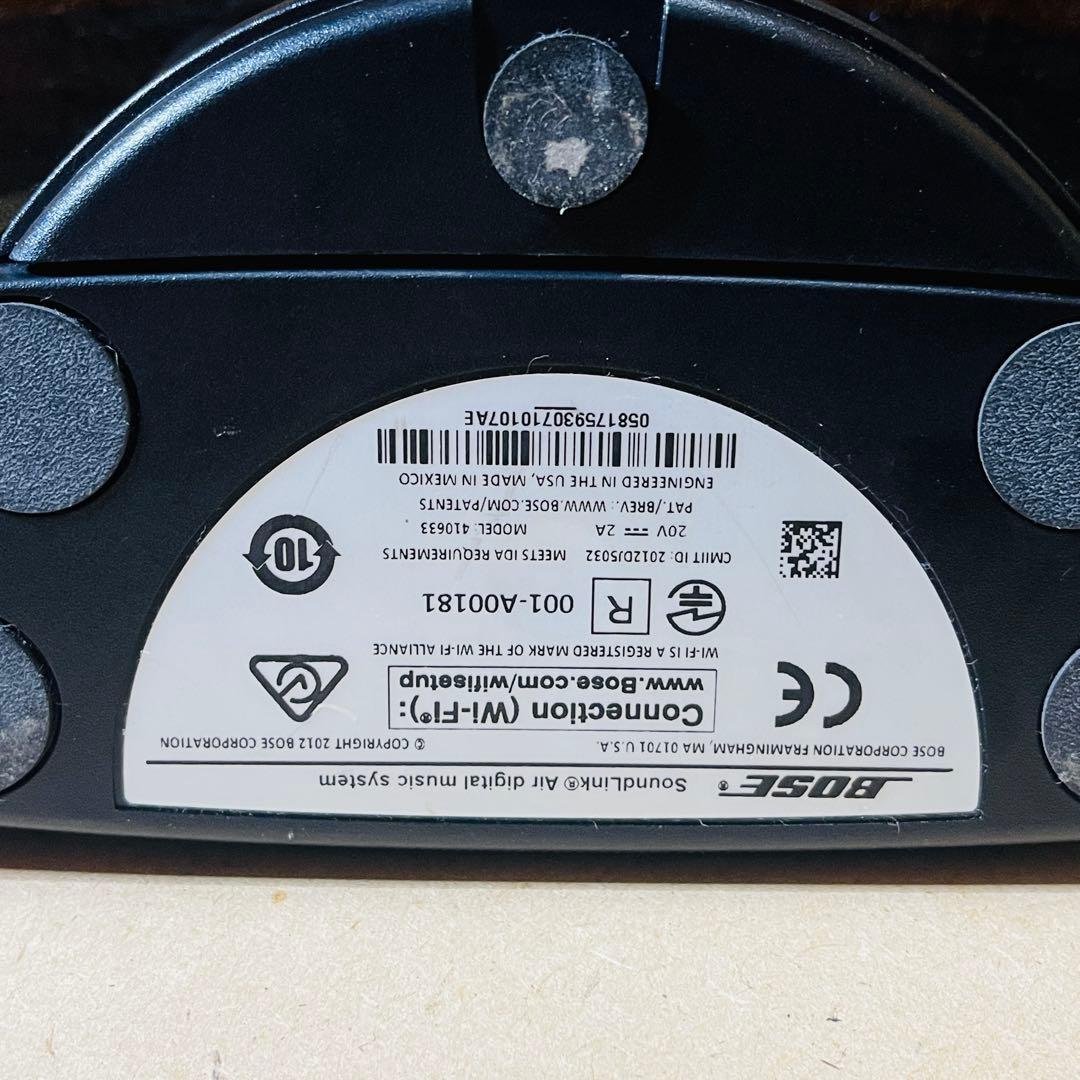 BOSE® SoundLink® Air digital music system
BOSE CORPORATION FRAMINGHAM, MA 01701 U.S.A. © COPYRIGHT 2012 BOSE CORPORATION
CE
Connection (Wi-Fi®):
www.Bose.com/wifisetup
WI-FI IS A REGISTERED MARK OF THE WI-FI ALLIANCE
R 001-A00181
CMIIT ID: 2012DJ5032 MEETS IDA REQUIREMENTS
10
20V ⎓ 2A MODEL: 410633
PAT./BREV.: WWW.BOSE.COM/PATENTS
ENGINEERED IN THE USA, MADE IN MEXICO
058175930710107AE